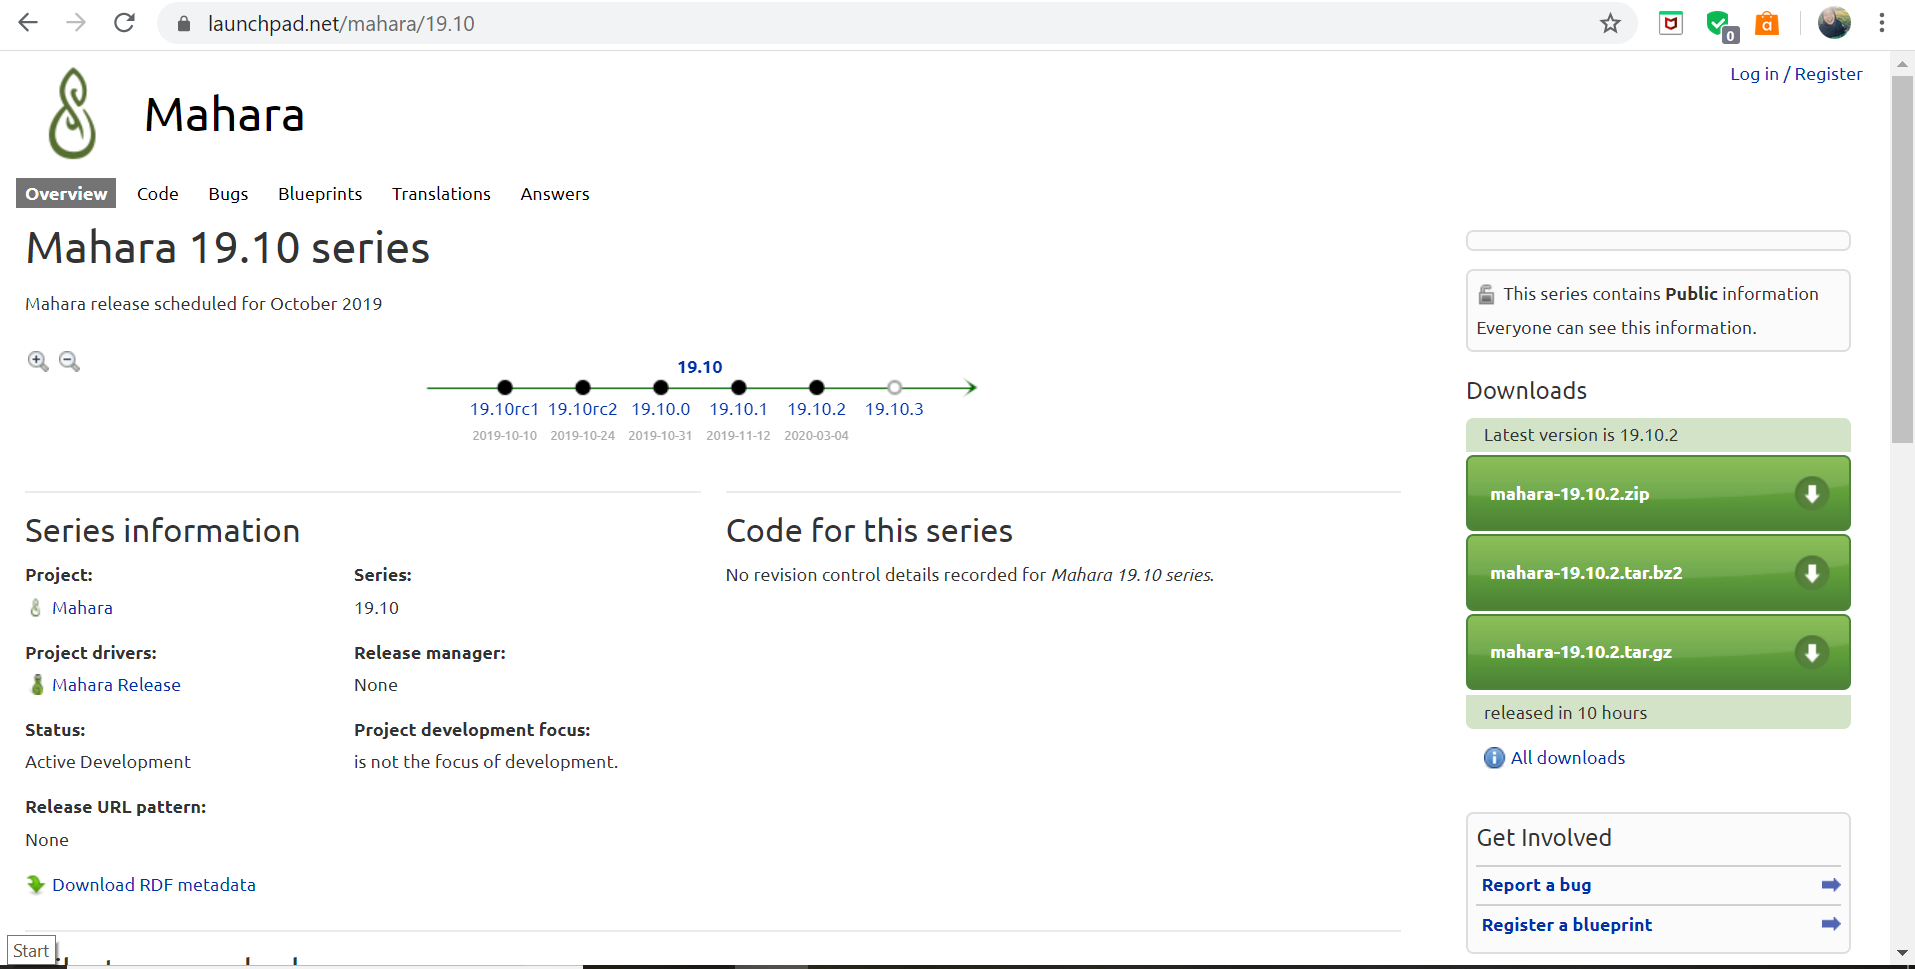 launchpad.net/mahara/19.10
0
a
Log in / Register
Mahara
Overview Code Bugs Blueprints Translations Answers
Mahara 19.10 series
Mahara release scheduled for October 2019
19.10
19.10rc1 19.10rc2 19.10.0 19.10.1 19.10.2 19.10.3
2019-10-10 2019-10-24 2019-10-31 2019-11-12 2020-03-04
Series information
Project:
Mahara
Series:
19.10
Project drivers:
Mahara Release
Release manager:
None
Status:
Active Development
Project development focus:
is not the focus of development.
Release URL pattern:
None
Download RDF metadata
Code for this series
No revision control details recorded for Mahara 19.10 series.
This series contains Public information
Everyone can see this information.
Downloads
Latest version is 19.10.2
mahara-19.10.2.zip
mahara-19.10.2.tar.bz2
mahara-19.10.2.tar.gz
released in 10 hours
All downloads
Get Involved
Report a bug
Register a blueprint
Start